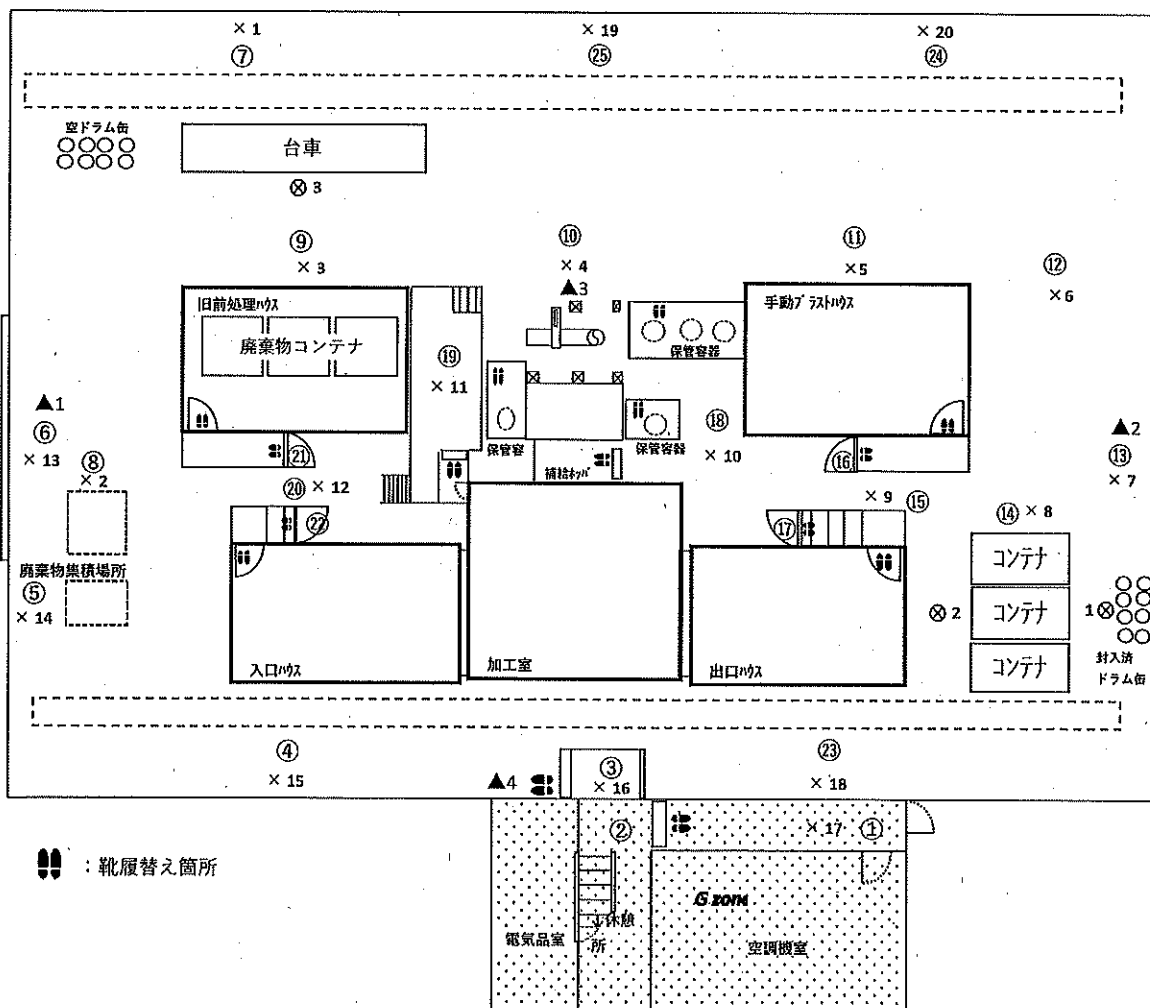 × 1
× 19
× 20
⑦
㉕
㉔
空ドラム缶
台車
⊗ 3
⑨
⑩
⑪
⑫
× 3
× 4
× 5
× 6
▲3
旧前処理ハウス
手動ブラストハウス
廃棄物コンテナ
保管容器
⑲
× 11
▲1
⑥
× 13
⑧
× 2
⑱
× 10
▲2
⑬
× 7
保管容
保管容器
補給ホッパ
㉑
⑯
⑳
× 12
× 9
⑮
⑭
× 8
㉒
⑰
コンテナ
廃棄物集積場所
⑤
× 14
⊗ 2
コンテナ
1 ⊗
入口ハウス
加工室
出口ハウス
コンテナ
封入済
ドラム缶
④
× 15
▲4
③
× 16
㉓
× 18
②
× 17
①
:靴履替え箇所
G ZONE
休憩
所
電気品室
空調機室